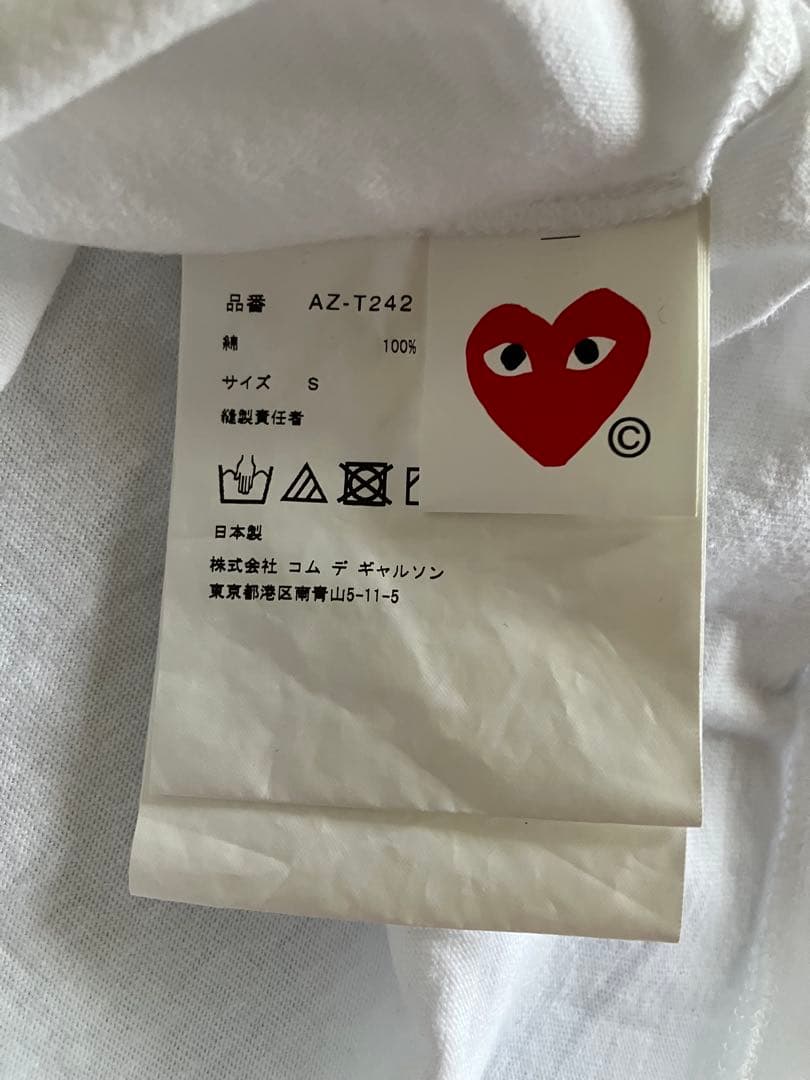 品番 AZ-T242
綿 100%
サイズ S
縫製責任者
日本製
株式会社 コム デ ギャルソン
東京都港区南青山5-11-5
©